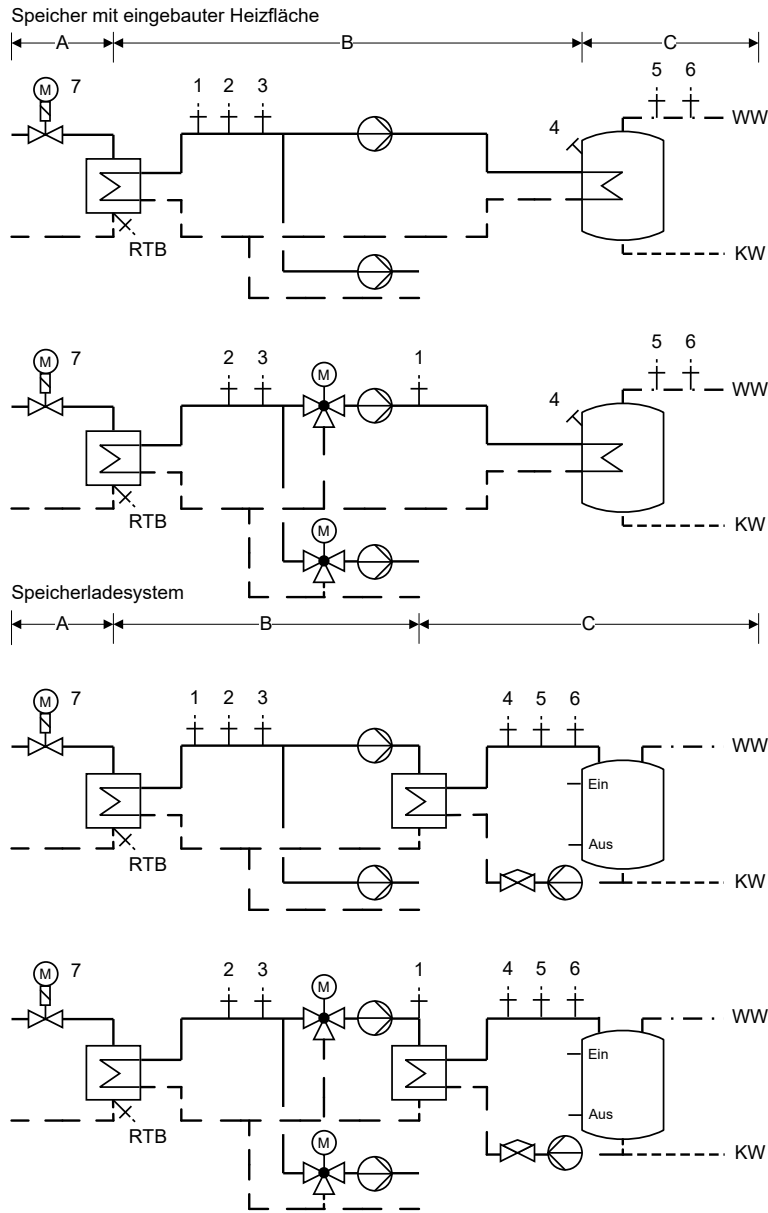 Speicher mit eingebauter Heizfläche
A B C
M 7 1 2 3 4 5 6 WW
RTB KW
M 7 2 3 M 1 4 5 6 WW
RTB M KW
Speicherladesystem
A B C
M 7 1 2 3 4 5 6 WW
Ein
Aus
RTB KW
M 7 2 3 M 1 4 5 6 WW
Ein
Aus
RTB M KW